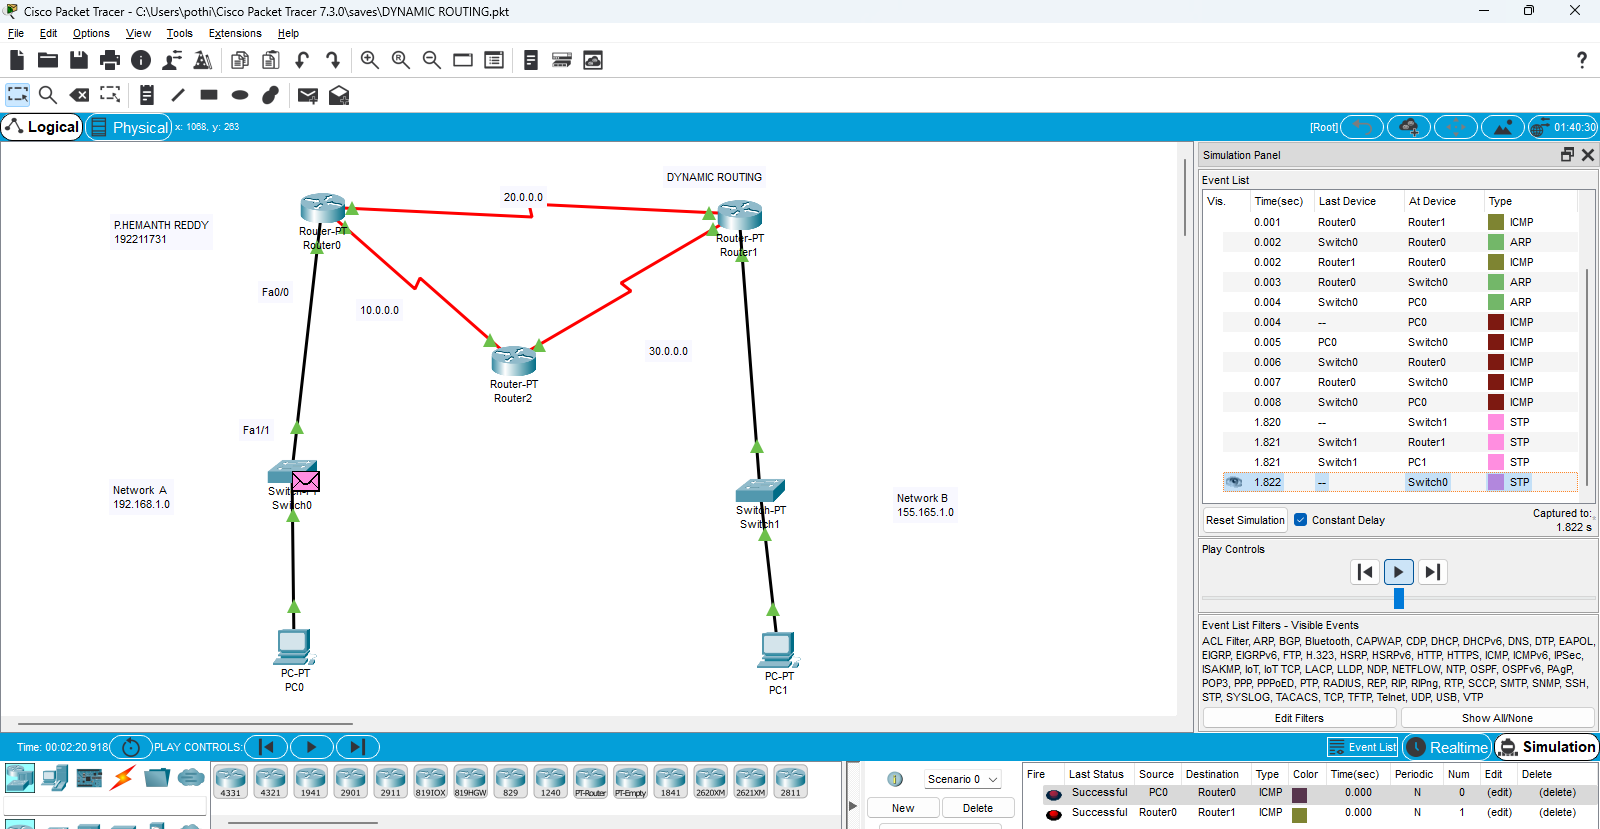 Cisco Packet Tracer - C:\Users\pothi\Cisco Packet Tracer 7.3.0\saves\DYNAMIC ROUTING.pkt
File Edit Options View Tools Extensions Help
?
Logical Physical x: 1068, y: 263 [Root] 01:40:30
DYNAMIC ROUTING
20.0.0.0
P.HEMANTH REDDY
192211731
Router-PT
Router0
Router-PT
Router1
Fa0/0
10.0.0.0
30.0.0.0
Router-PT
Router2
Fa1/1
Network A
192.168.1.0
Switch-PT
Switch0
Switch-PT
Switch1
Network B
155.165.1.0
PC-PT
PC0
PC-PT
PC1
Simulation Panel
Event List
Vis. Time(sec) Last Device At Device Type
0.001 Router0 Router1 ICMP
0.002 Switch0 Router0 ARP
0.002 Router1 Router0 ICMP
0.003 Router0 Switch0 ARP
0.004 Switch0 PC0 ARP
0.004 -- PC0 ICMP
0.005 PC0 Switch0 ICMP
0.006 Switch0 Router0 ICMP
0.007 Router0 Switch0 ICMP
0.008 Switch0 PC0 ICMP
1.820 -- Switch1 STP
1.821 Switch1 Router1 STP
1.821 Switch1 PC1 STP
1.822 -- Switch0 STP
Reset Simulation Constant Delay Captured to:
1.822 s
Play Controls
Event List Filters - Visible Events
ACL Filter, ARP, BGP, Bluetooth, CAPWAP, CDP, DHCP, DHCPv6, DNS, DTP, EAPOL,
EIGRP, EIGRPv6, FTP, H.323, HSRP, HSRPv6, HTTP, HTTPS, ICMP, ICMPv6, IPSec,
ISAKMP, IoT, IoT TCP, LACP, LLDP, NDP, NETFLOW, NTP, OSPF, OSPFv6, PAgP,
POP3, PPP, PPPoED, PTP, RADIUS, REP, RIP, RIPng, RTP, SCCP, SMTP, SNMP, SSH,
STP, SYSLOG, TACACS, TCP, TFTP, Telnet, UDP, USB, VTP
Edit Filters Show All/None
Time: 00:02:20.918 PLAY CONTROLS: Event List Realtime Simulation
4331 4321 1941 2901 2911 819IOX 819HGW 829 1240 PT-Router PT-Empty 1841 2620XM 2621XM 2811
Scenario 0
New Delete
Fire Last Status Source Destination Type Color Time(sec) Periodic Num Edit Delete
Successful PC0 Router0 ICMP 0.000 N 0 (edit) (delete)
Successful Router0 Router1 ICMP 0.000 N 1 (edit) (delete)